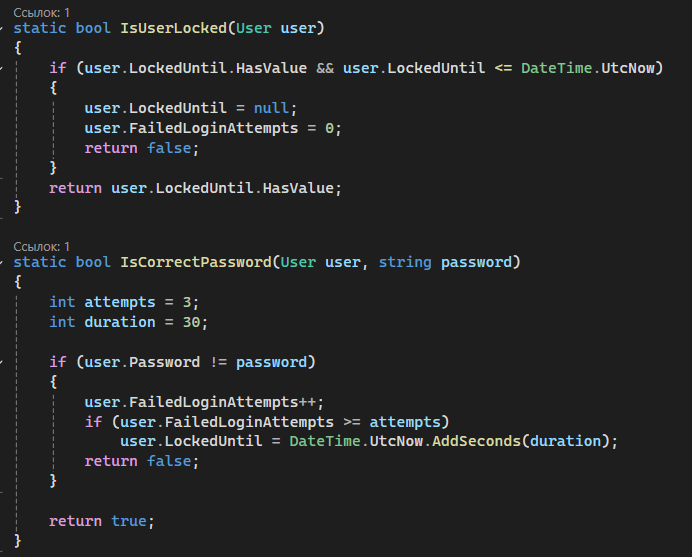 Ссылок: 1
static bool IsUserLocked(User user)
{
    if (user.LockedUntil.HasValue && user.LockedUntil <= DateTime.UtcNow)
    {
        user.LockedUntil = null;
        user.FailedLoginAttempts = 0;
        return false;
    }
    return user.LockedUntil.HasValue;
}
Ссылок: 1
static bool IsCorrectPassword(User user, string password)
{
    int attempts = 3;
    int duration = 30;
    if (user.Password != password)
    {
        user.FailedLoginAttempts++;
        if (user.FailedLoginAttempts >= attempts)
            user.LockedUntil = DateTime.UtcNow.AddSeconds(duration);
        return false;
    }
    return true;
}